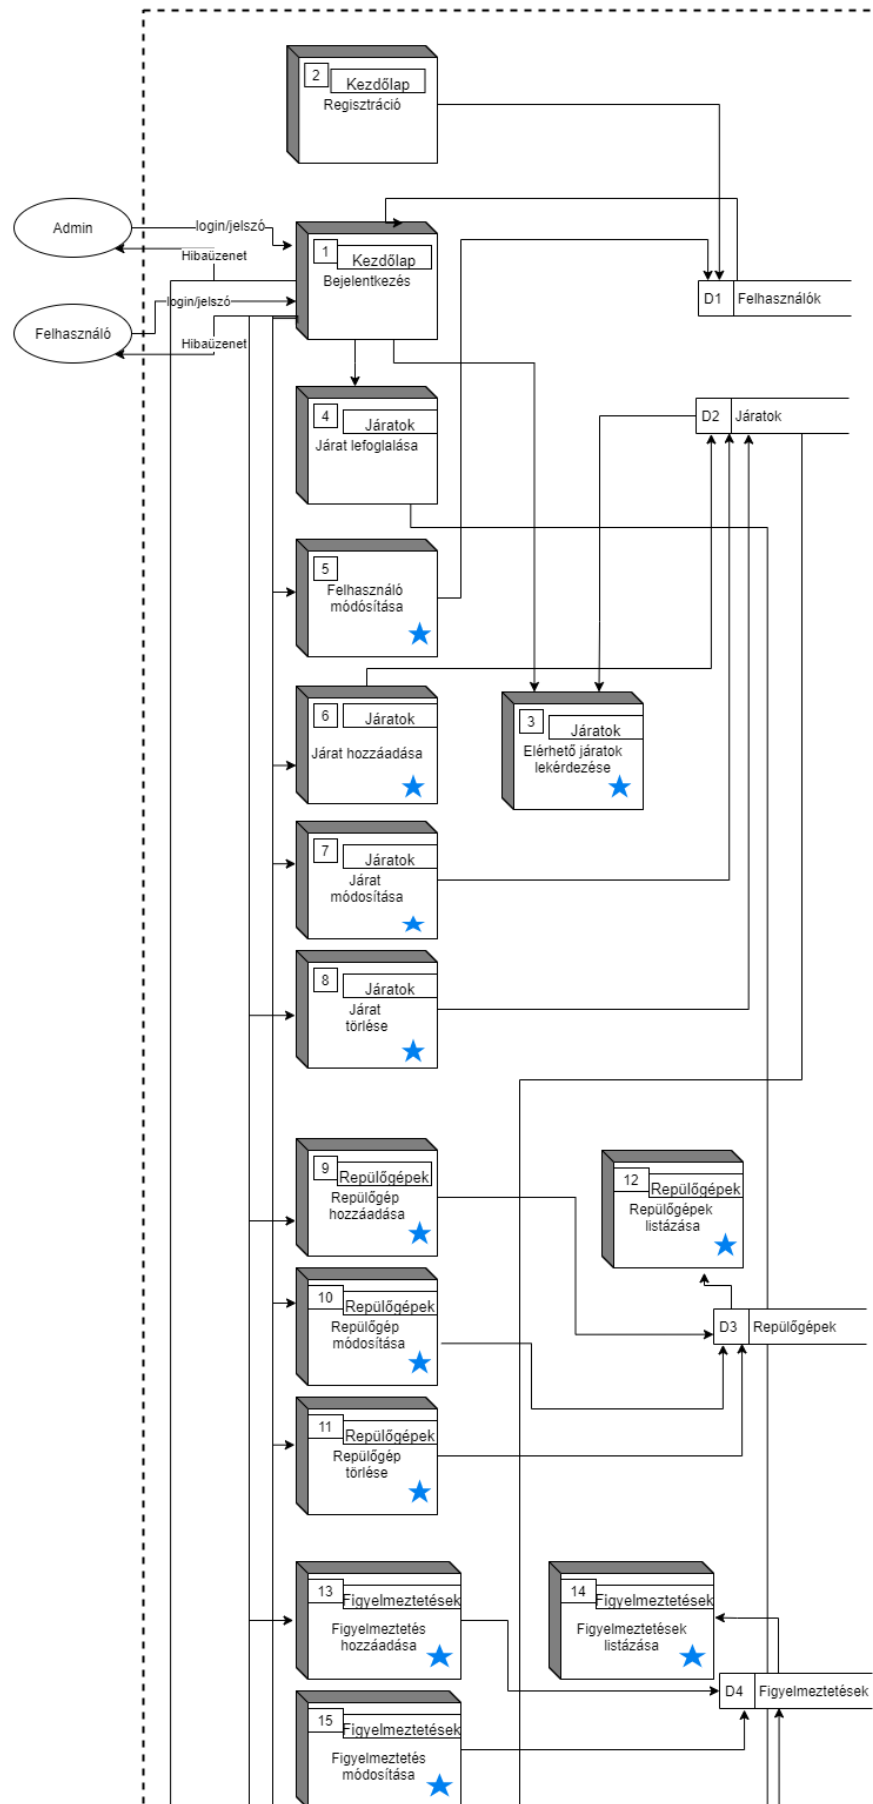 2
Kezdőlap
Regisztráció
Admin
login/jelszó
Hibaüzenet
1
Kezdőlap
Bejelentkezés
D1
Felhasználók
login/jelszó
Felhasználó
Hibaüzenet
4
Járatok
Járat lefoglalása
D2
Járatok
5
Felhasználó
módósítása
6
Járatok
Járat hozzáadása
3
Járatok
Elérhető járatok
lekérdezése
7
Járatok
Járat
módosítása
8
Járatok
Járat
törlése
9
Repülőgépek
Repülőgép
hozzáadása
12
Repülőgépek
Repülőgépek
listázása
10
Repülőgépek
Repülőgép
módosítása
D3
Repülőgépek
11
Repülőgépek
Repülőgép
törlése
13
Figyelmeztetések
Figyelmeztetés
hozzáadása
14
Figyelmeztetések
Figyelmeztetések
listázása
D4
Figyelmeztetések
15
Figyelmeztetések
Figyelmeztetés
módosítása